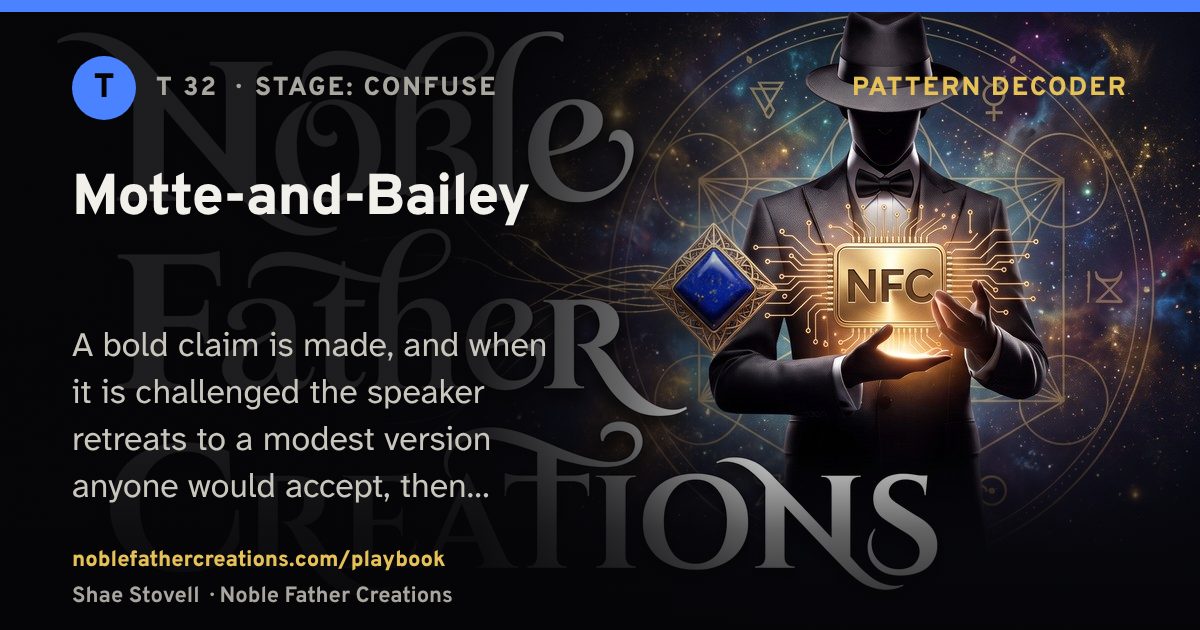 T T 32 · STAGE: CONFUSE PATTERN DECODER
Noble
Motte-and-Bailey
Father
NFC
A bold claim is made, and when
it is challenged the speaker
retreats to a modest version
anyone would accept, then...
Creations
noblefathercreations.com/playbook
Shae Stovell · Noble Father Creations